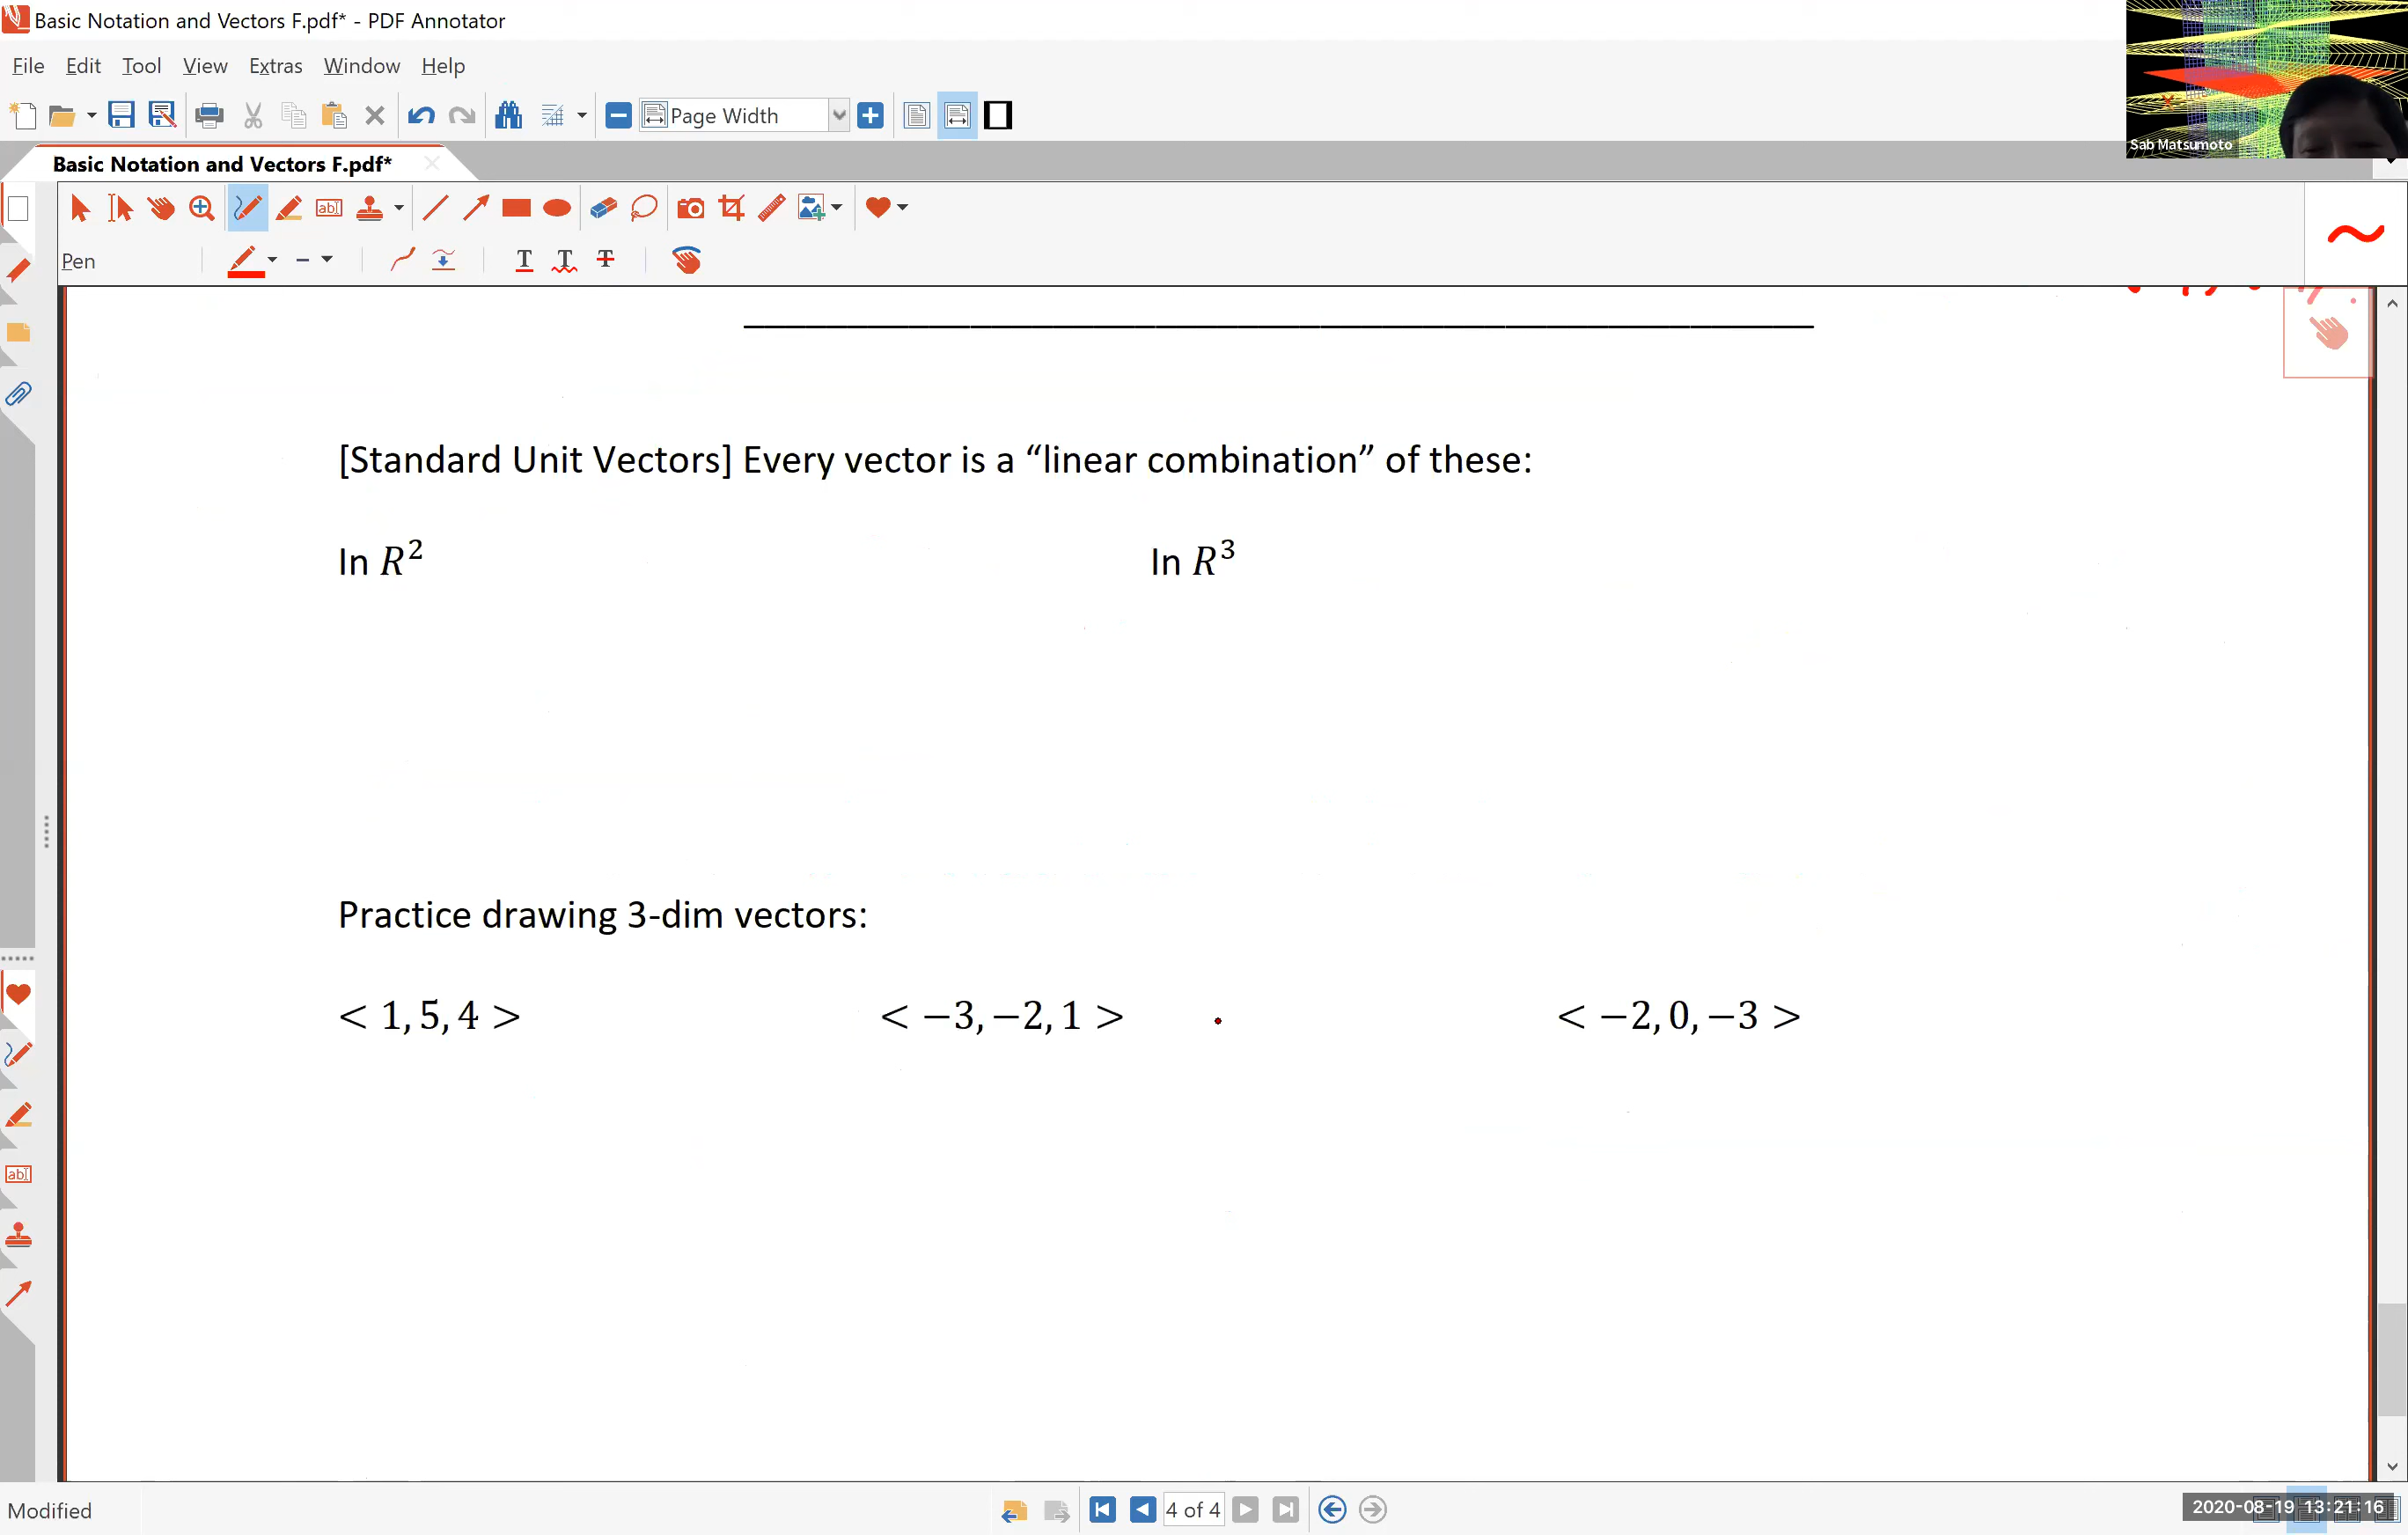 Basic Notation and Vectors F.pdf* - PDF Annotator
File Edit Tool View Extras Window Help
Page Width
Sab Matsumoto
Basic Notation and Vectors F.pdf*
Pen
[Standard Unit Vectors] Every vector is a “linear combination” of these:
In R² In R³
Practice drawing 3-dim vectors:
< 1, 5, 4 > < −3, −2, 1 > < −2, 0, −3 >
Modified 4 of 4 2020-08-19 13:21:16